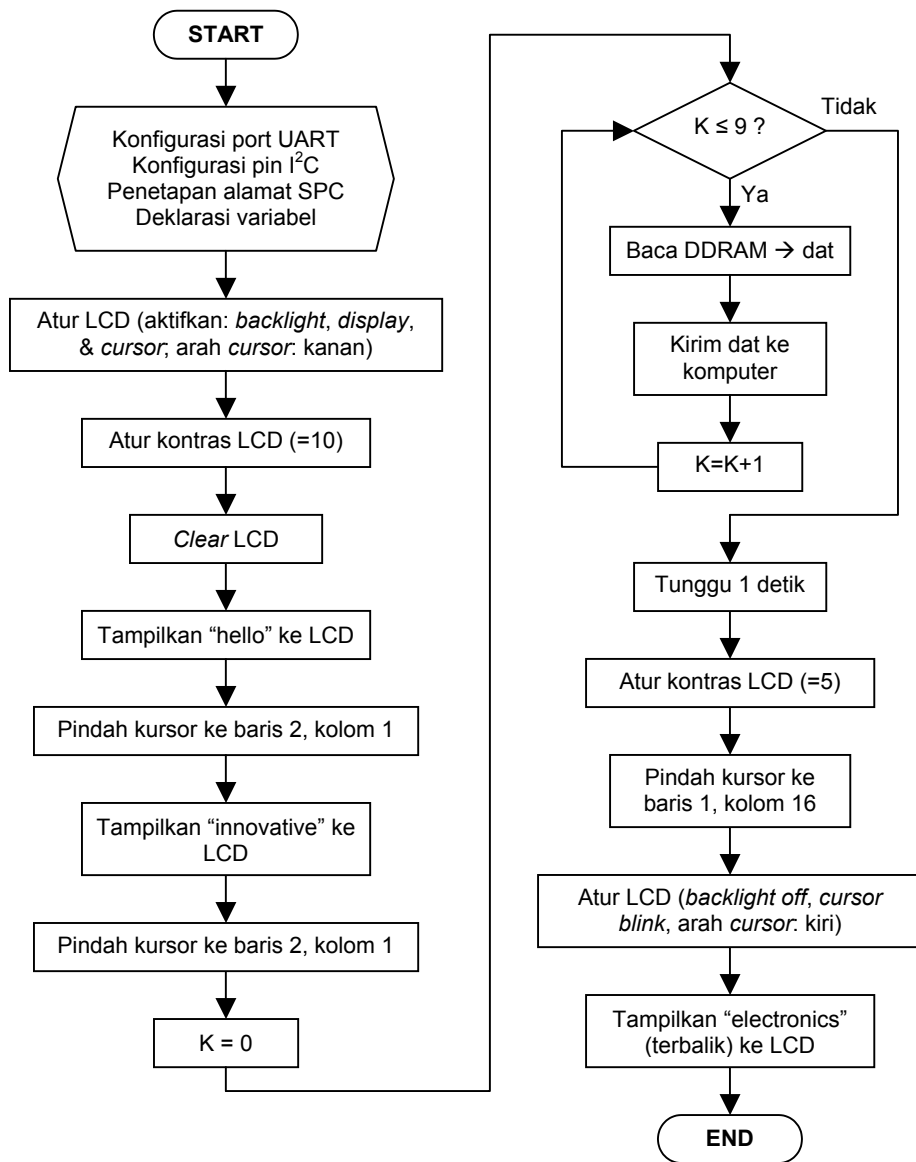 START
Konfigurasi port UART
Konfigurasi pin I²C
Penetapan alamat SPC
Deklarasi variabel
Atur LCD (aktifkan: backlight, display,
& cursor; arah cursor: kanan)
Atur kontras LCD (=10)
Clear LCD
Tampilkan “hello” ke LCD
Pindah kursor ke baris 2, kolom 1
Tampilkan “innovative” ke
LCD
Pindah kursor ke baris 2, kolom 1
K = 0
K ≤ 9 ?
Tidak
Ya
Baca DDRAM → dat
Kirim dat ke
komputer
K=K+1
Tunggu 1 detik
Atur kontras LCD (=5)
Pindah kursor ke
baris 1, kolom 16
Atur LCD (backlight off, cursor
blink, arah cursor: kiri)
Tampilkan “electronics”
(terbalik) ke LCD
END